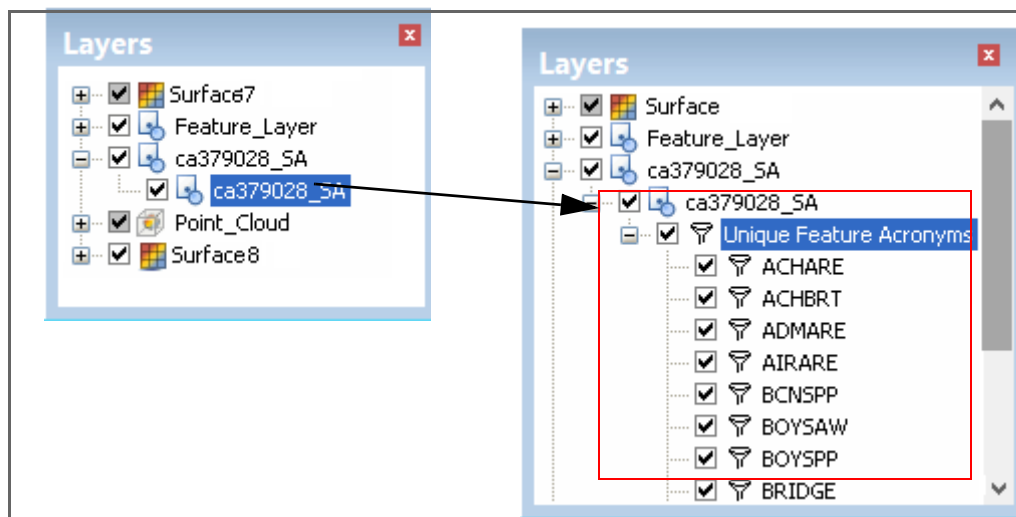 Layers
Surface7
Feature_Layer
ca379028_SA
ca379028_SA
Point_Cloud
Surface8
Layers
Surface
Feature_Layer
ca379028_SA
ca379028_SA
Unique Feature Acronyms
ACHARE
ACHBRT
ADMARE
AIRARE
BCNSPP
BOYSAW
BOYSPP
BRIDGE